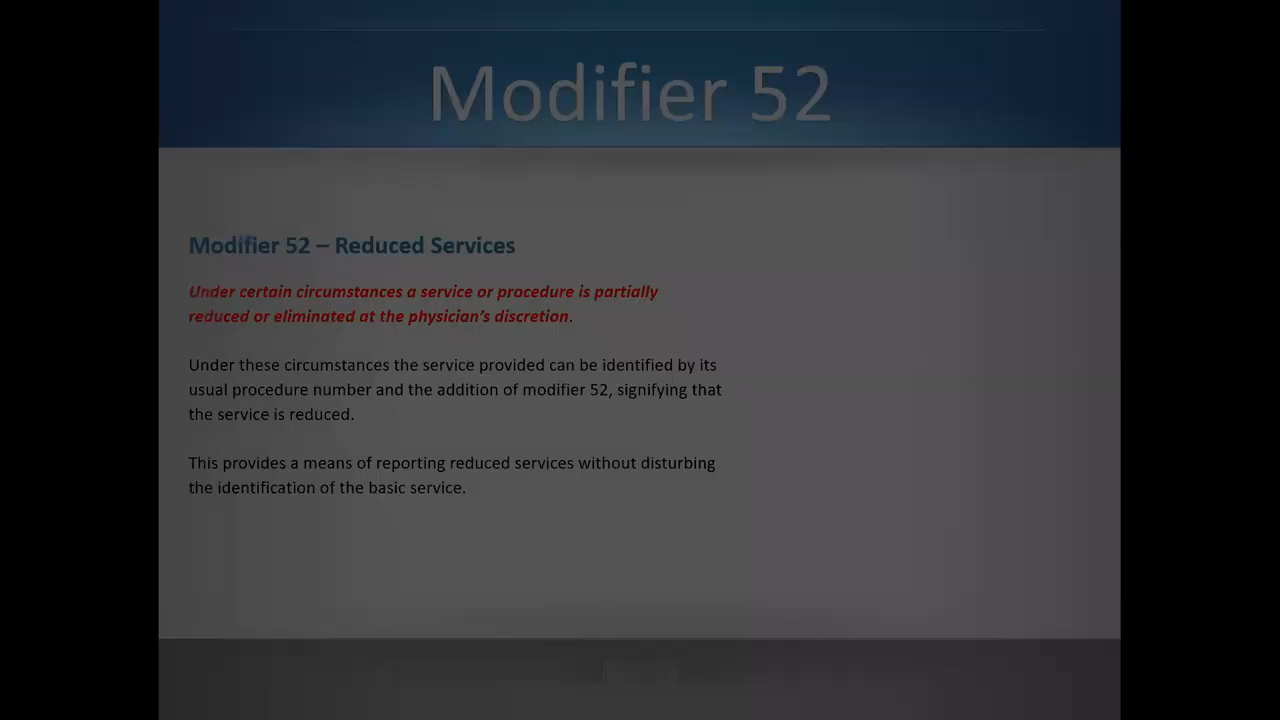 Modifier 52
Modifier 52 – Reduced Services
Under certain circumstances a service or procedure is partially
reduced or eliminated at the physician’s discretion.
Under these circumstances the service provided can be identified by its
usual procedure number and the addition of modifier 52, signifying that
the service is reduced.
This provides a means of reporting reduced services without disturbing
the identification of the basic service.